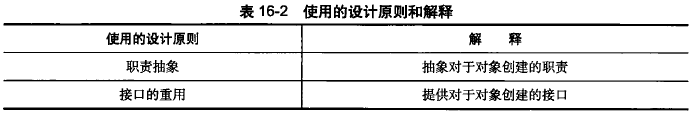 表 16-2 使用的设计原则和解释
使用的设计原则 解 释
职责抽象 抽象对于对象创建的职责
接口的重用 提供对于对象创建的接口